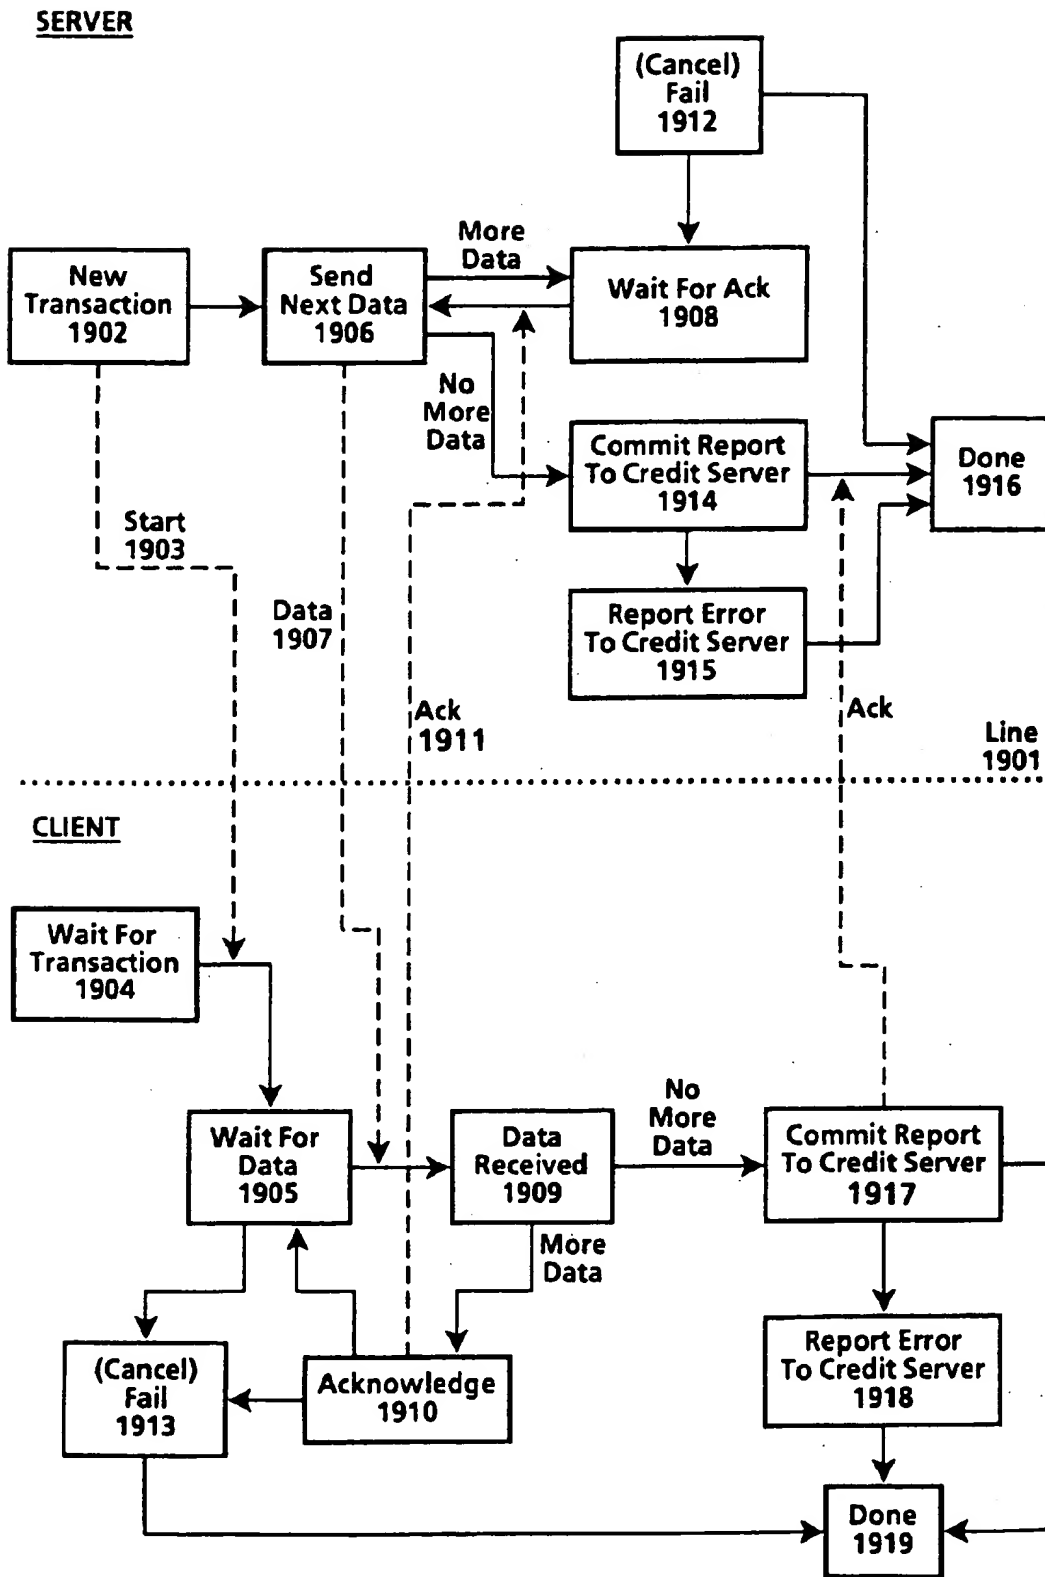 SERVER
(Cancel)
Fail
1912
New
Transaction
1902
Send
Next Data
1906
More
Data
Wait For Ack
1908
No
More
Data
Commit Report
To Credit Server
1914
Done
1916
Start
1903
Data
1907
Report Error
To Credit Server
1915
Ack
1911
Ack
Line
1901
CLIENT
Wait For
Transaction
1904
Wait For
Data
1905
Data
Received
1909
No
More
Data
Commit Report
To Credit Server
1917
More
Data
(Cancel)
Fail
1913
Acknowledge
1910
Report Error
To Credit Server
1918
Done
1919